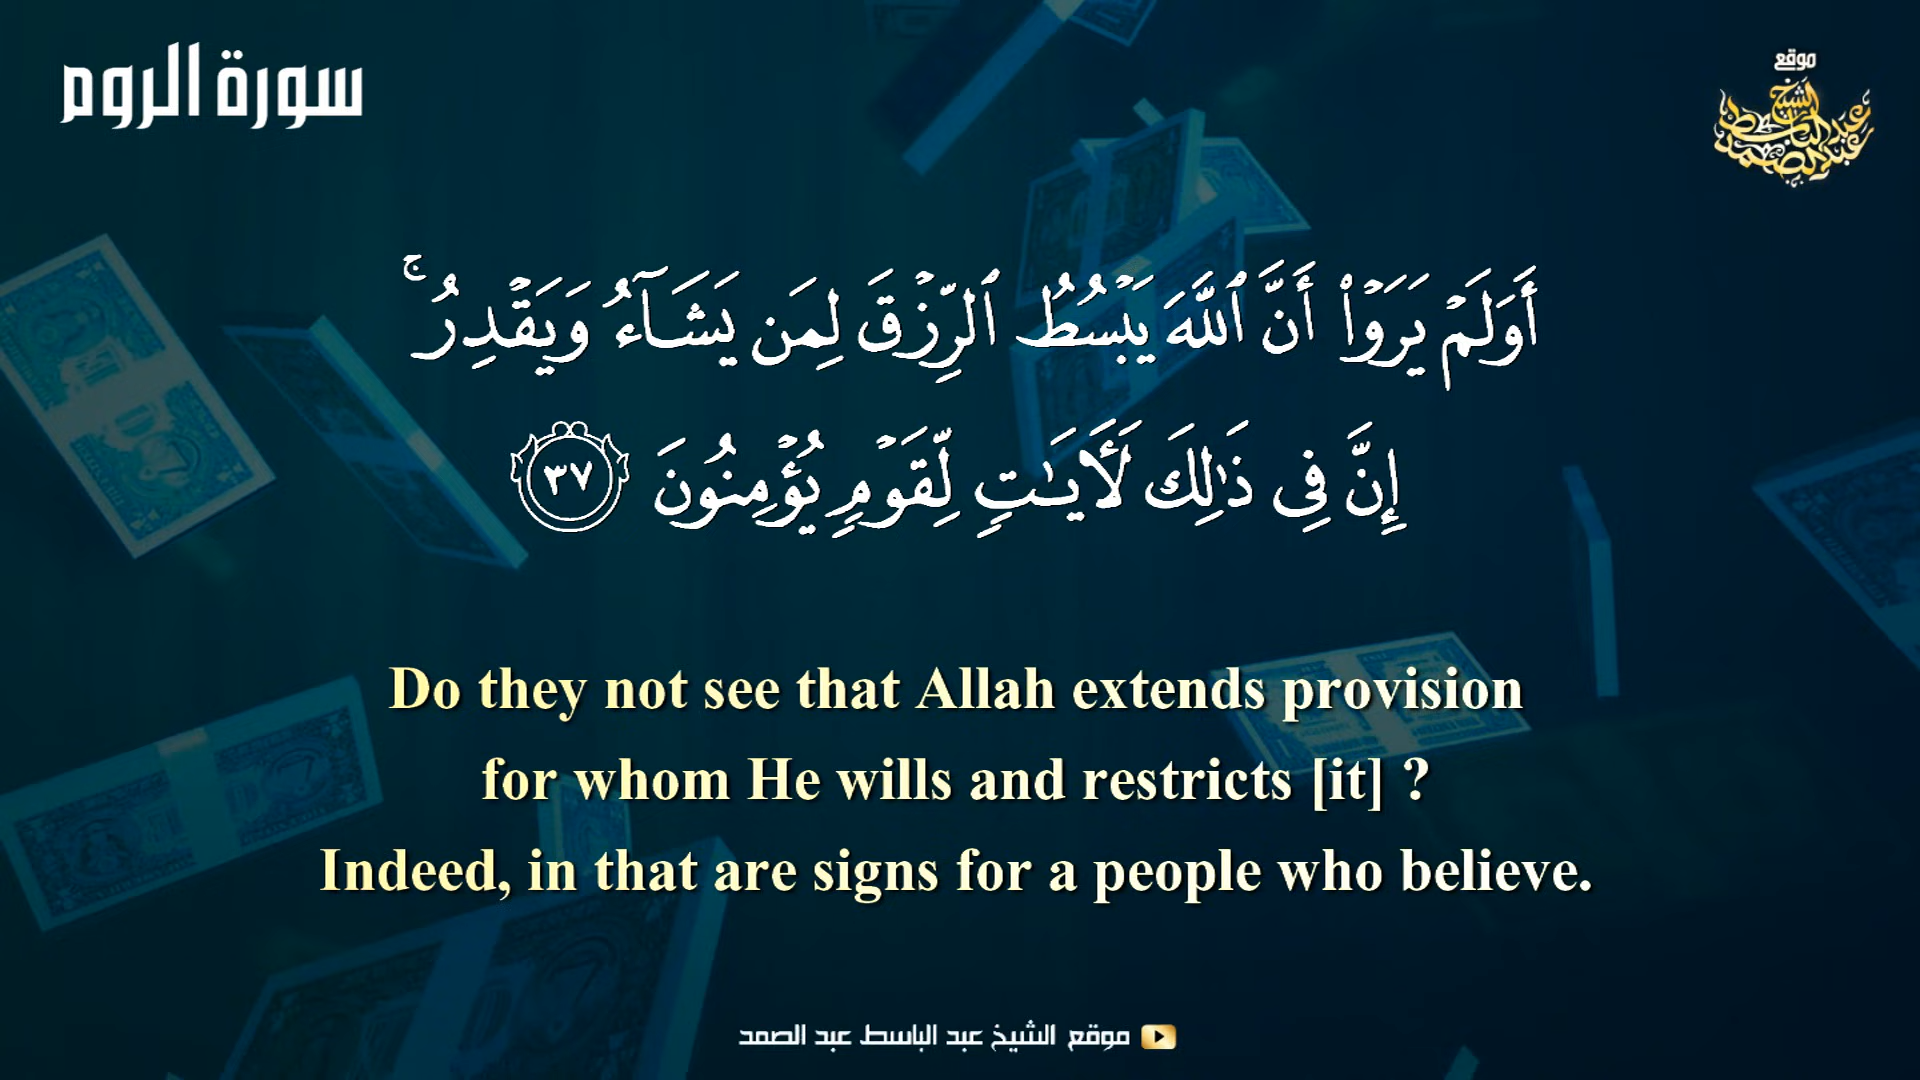 سورة الروم
موقع
الشيخ
عبد الباسط
عبد الصمد
أَوَلَمۡ يَرَوۡاْ أَنَّ ٱللَّهَ يَبۡسُطُ ٱلرِّزۡقَ لِمَن يَشَآءُ وَيَقۡدِرُۚ
إِنَّ فِي ذَٰلِكَ لَأٓيَٰتٖ لِّقَوۡمٖ يُؤۡمِنُونَ ٣٧
Do they not see that Allah extends provision
for whom He wills and restricts [it] ?
Indeed, in that are signs for a people who believe.
موقع الشيخ عبد الباسط عبد الصمد